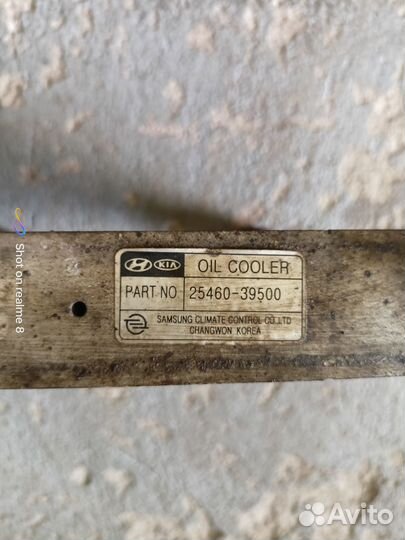 KIA OIL COOLER
PART NO 25460-39500
SAMSUNG CLIMATE CONTROL CO.,LTD
CHANGWON KOREA
Shot on realme 8
Avito